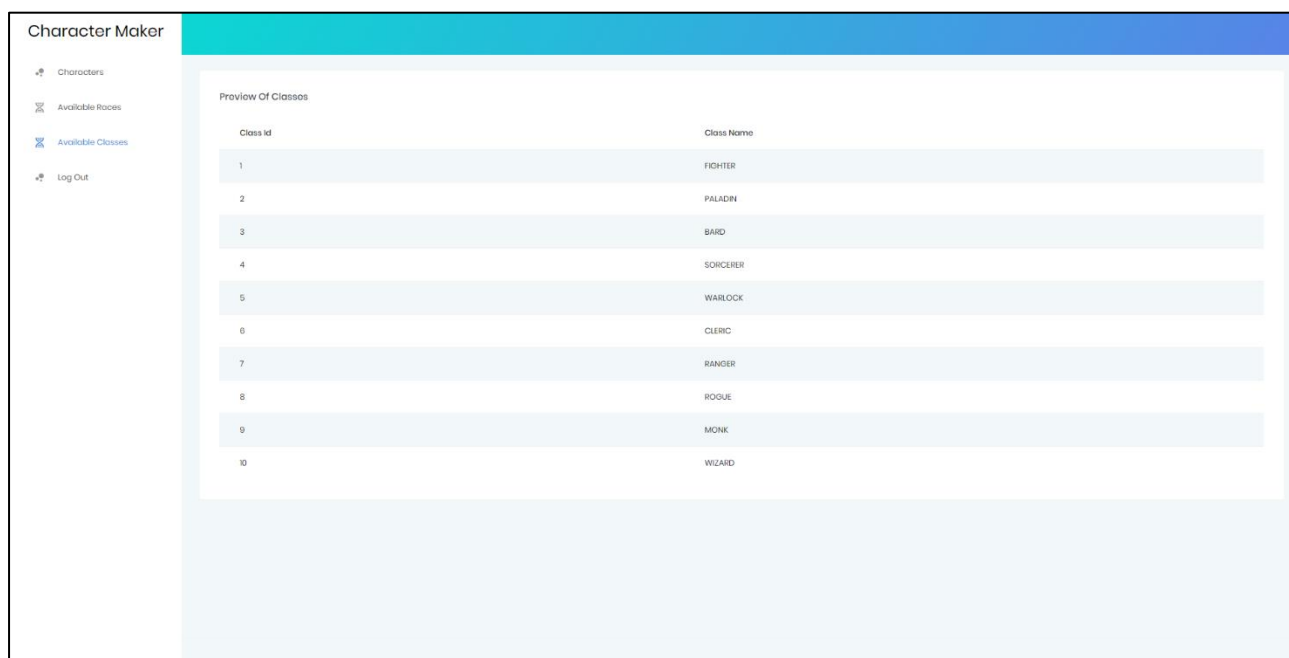 Character Maker
Characters
Available Races
Available Classes
Log Out
Preview Of Classes
Class Id Class Name
1 FIGHTER
2 PALADIN
3 BARD
4 SORCERER
5 WARLOCK
6 CLERIC
7 RANGER
8 ROGUE
9 MONK
10 WIZARD